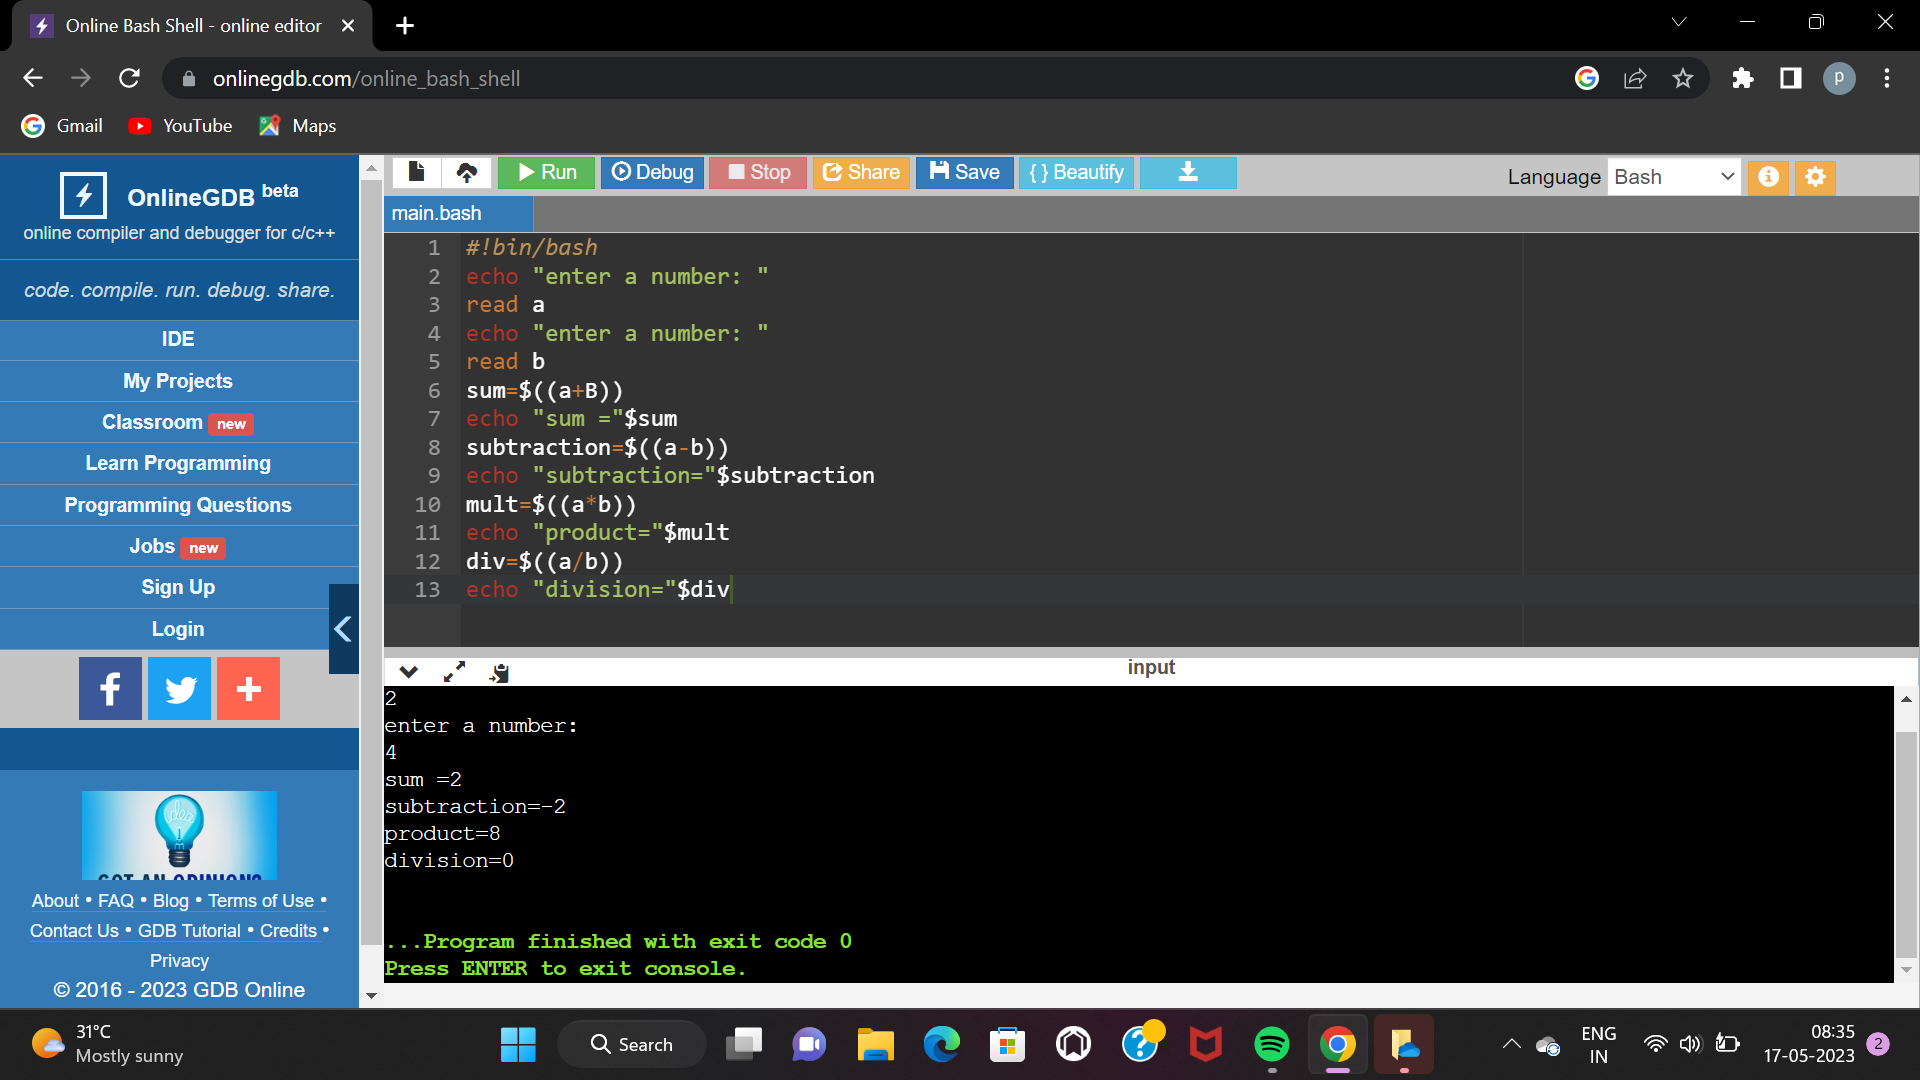 Online Bash Shell - online editor
onlinegdb.com/online_bash_shell
P
Gmail
YouTube
Maps
OnlineGDB beta
online compiler and debugger for c/c++
code. compile. run. debug. share.
IDE
My Projects
Classroom new
Learn Programming
Programming Questions
Jobs new
Sign Up
Login
GOT AN OPINION?
About • FAQ • Blog • Terms of Use •
Contact Us • GDB Tutorial • Credits •
Privacy
© 2016 - 2023 GDB Online
Run
Debug
Stop
Share
Save
{ } Beautify
Language Bash
main.bash
1 #!bin/bash
2 echo "enter a number: "
3 read a
4 echo "enter a number: "
5 read b
6 sum=$((a+B))
7 echo "sum ="$sum
8 subtraction=$((a-b))
9 echo "subtraction="$subtraction
10 mult=$((a*b))
11 echo "product="$mult
12 div=$((a/b))
13 echo "division="$div
input
2
enter a number:
4
sum =2
subtraction=-2
product=8
division=0
...Program finished with exit code 0
Press ENTER to exit console.
31°C
Mostly sunny
Search
ENG
IN
08:35
17-05-2023
2